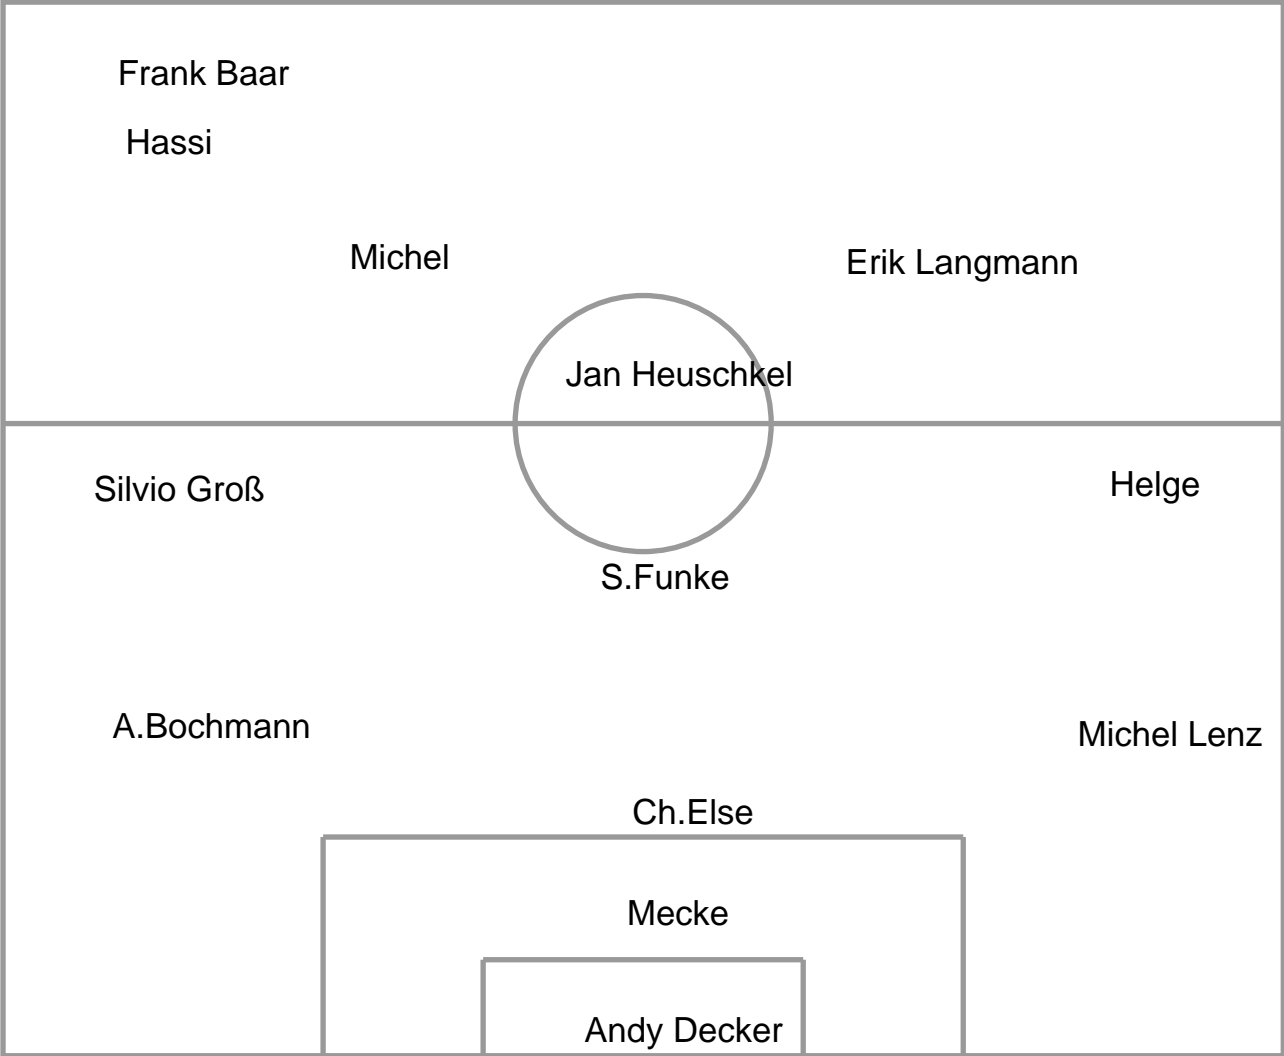 Frank Baar
Hassi
Michel
Erik Langmann
Jan Heuschkel
Silvio Groß
Helge
S.Funke
A.Bochmann
Michel Lenz
Ch.Else
Mecke
Andy Decker